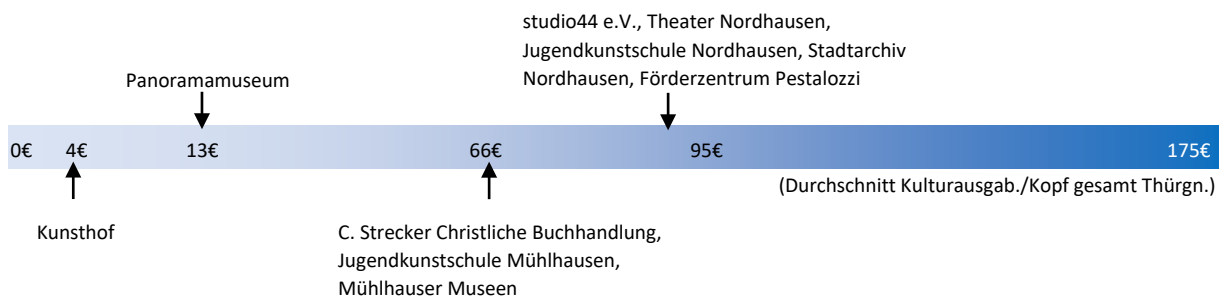 studio44 e.V., Theater Nordhausen,
Jugendkunstschule Nordhausen, Stadtarchiv
Nordhausen, Förderzentrum Pestalozzi
Panoramamuseum
0€ 4€ 13€ 66€ 95€ 175€
(Durchschnitt Kulturausgab./Kopf gesamt Thürgn.)
Kunsthof
C. Strecker Christliche Buchhandlung,
Jugendkunstschule Mühlhausen,
Mühlhauser Museen